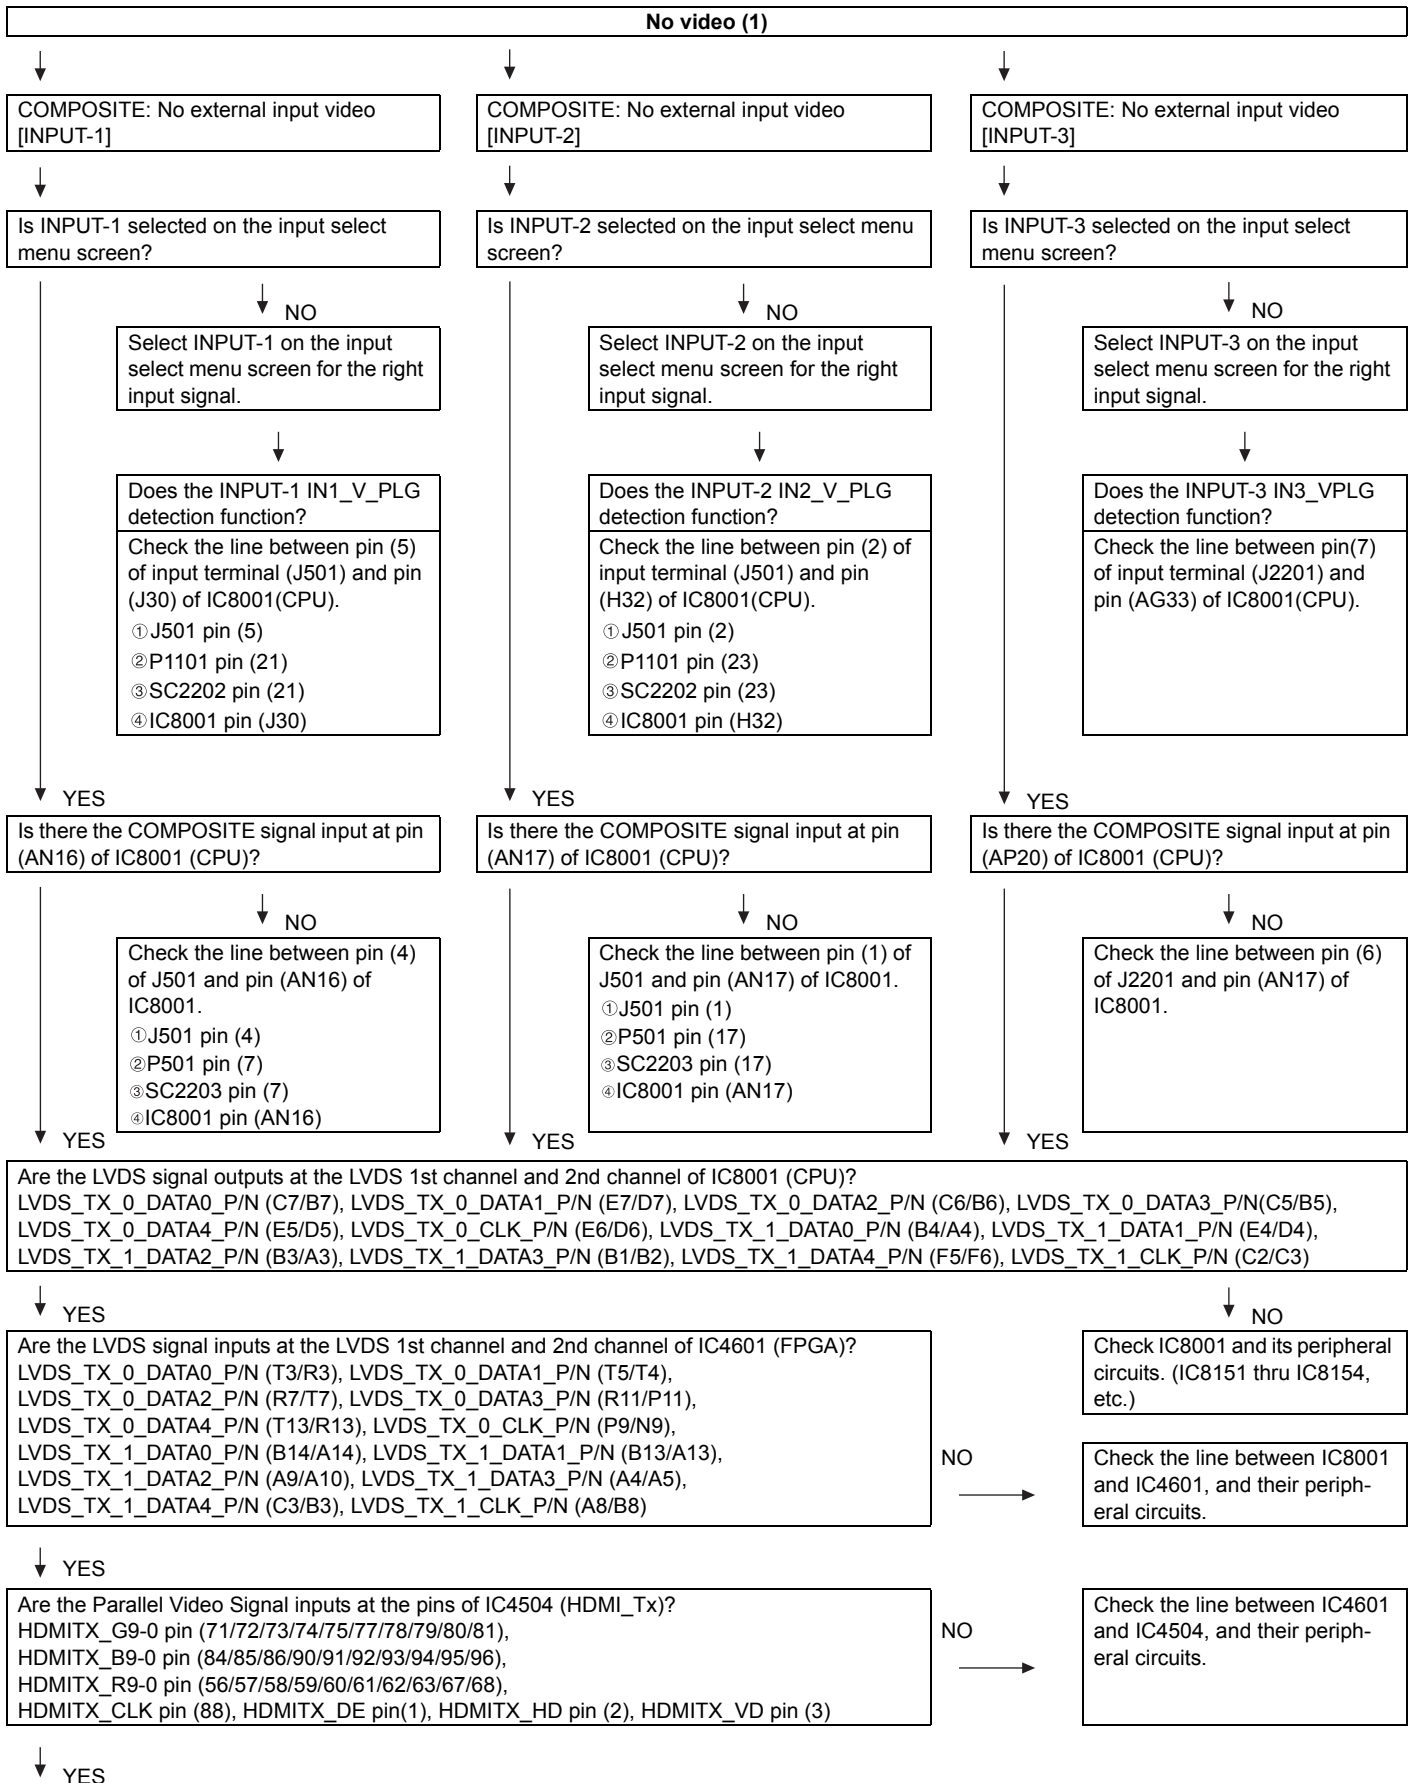 No video (1)
COMPOSITE: No external input video
[INPUT-1]
COMPOSITE: No external input video
[INPUT-2]
COMPOSITE: No external input video
[INPUT-3]
Is INPUT-1 selected on the input select
menu screen?
Is INPUT-2 selected on the input select menu
screen?
Is INPUT-3 selected on the input select
menu screen?
NO
NO
NO
Select INPUT-1 on the input
select menu screen for the right
input signal.
Select INPUT-2 on the input
select menu screen for the right
input signal.
Select INPUT-3 on the input
select menu screen for the right
input signal.
Does the INPUT-1 IN1_V_PLG
detection function?
Check the line between pin (5)
of input terminal (J501) and pin
(J30) of IC8001(CPU).
①J501 pin (5)
②P1101 pin (21)
③SC2202 pin (21)
④IC8001 pin (J30)
Does the INPUT-2 IN2_V_PLG
detection function?
Check the line between pin (2) of
input terminal (J501) and pin
(H32) of IC8001(CPU).
①J501 pin (2)
②P1101 pin (23)
③SC2202 pin (23)
④IC8001 pin (H32)
Does the INPUT-3 IN3_VPLG
detection function?
Check the line between pin(7)
of input terminal (J2201) and
pin (AG33) of IC8001(CPU).
YES
YES
YES
Is there the COMPOSITE signal input at pin
(AN16) of IC8001 (CPU)?
Is there the COMPOSITE signal input at pin
(AN17) of IC8001 (CPU)?
Is there the COMPOSITE signal input at pin
(AP20) of IC8001 (CPU)?
NO
NO
NO
Check the line between pin (4)
of J501 and pin (AN16) of
IC8001.
①J501 pin (4)
②P501 pin (7)
③SC2203 pin (7)
④IC8001 pin (AN16)
Check the line between pin (1) of
J501 and pin (AN17) of IC8001.
①J501 pin (1)
②P501 pin (17)
③SC2203 pin (17)
④IC8001 pin (AN17)
Check the line between pin (6)
of J2201 and pin (AN17) of
IC8001.
YES
YES
YES
Are the LVDS signal outputs at the LVDS 1st channel and 2nd channel of IC8001 (CPU)?
LVDS_TX_0_DATA0_P/N (C7/B7), LVDS_TX_0_DATA1_P/N (E7/D7), LVDS_TX_0_DATA2_P/N (C6/B6), LVDS_TX_0_DATA3_P/N(C5/B5),
LVDS_TX_0_DATA4_P/N (E5/D5), LVDS_TX_0_CLK_P/N (E6/D6), LVDS_TX_1_DATA0_P/N (B4/A4), LVDS_TX_1_DATA1_P/N (E4/D4),
LVDS_TX_1_DATA2_P/N (B3/A3), LVDS_TX_1_DATA3_P/N (B1/B2), LVDS_TX_1_DATA4_P/N (F5/F6), LVDS_TX_1_CLK_P/N (C2/C3)
YES
NO
Are the LVDS signal inputs at the LVDS 1st channel and 2nd channel of IC4601 (FPGA)?
LVDS_TX_0_DATA0_P/N (T3/R3), LVDS_TX_0_DATA1_P/N (T5/T4),
LVDS_TX_0_DATA2_P/N (R7/T7), LVDS_TX_0_DATA3_P/N (R11/P11),
LVDS_TX_0_DATA4_P/N (T13/R13), LVDS_TX_0_CLK_P/N (P9/N9),
LVDS_TX_1_DATA0_P/N (B14/A14), LVDS_TX_1_DATA1_P/N (B13/A13),
LVDS_TX_1_DATA2_P/N (A9/A10), LVDS_TX_1_DATA3_P/N (A4/A5),
LVDS_TX_1_DATA4_P/N (C3/B3), LVDS_TX_1_CLK_P/N (A8/B8)
Check IC8001 and its peripheral
circuits. (IC8151 thru IC8154,
etc.)
NO
Check the line between IC8001
and IC4601, and their periph-
eral circuits.
YES
Are the Parallel Video Signal inputs at the pins of IC4504 (HDMI_Tx)?
HDMITX_G9-0 pin (71/72/73/74/75/77/78/79/80/81),
HDMITX_B9-0 pin (84/85/86/90/91/92/93/94/95/96),
HDMITX_R9-0 pin (56/57/58/59/60/61/62/63/67/68),
HDMITX_CLK pin (88), HDMITX_DE pin(1), HDMITX_HD pin (2), HDMITX_VD pin (3)
NO
Check the line between IC4601
and IC4504, and their periph-
eral circuits.
YES